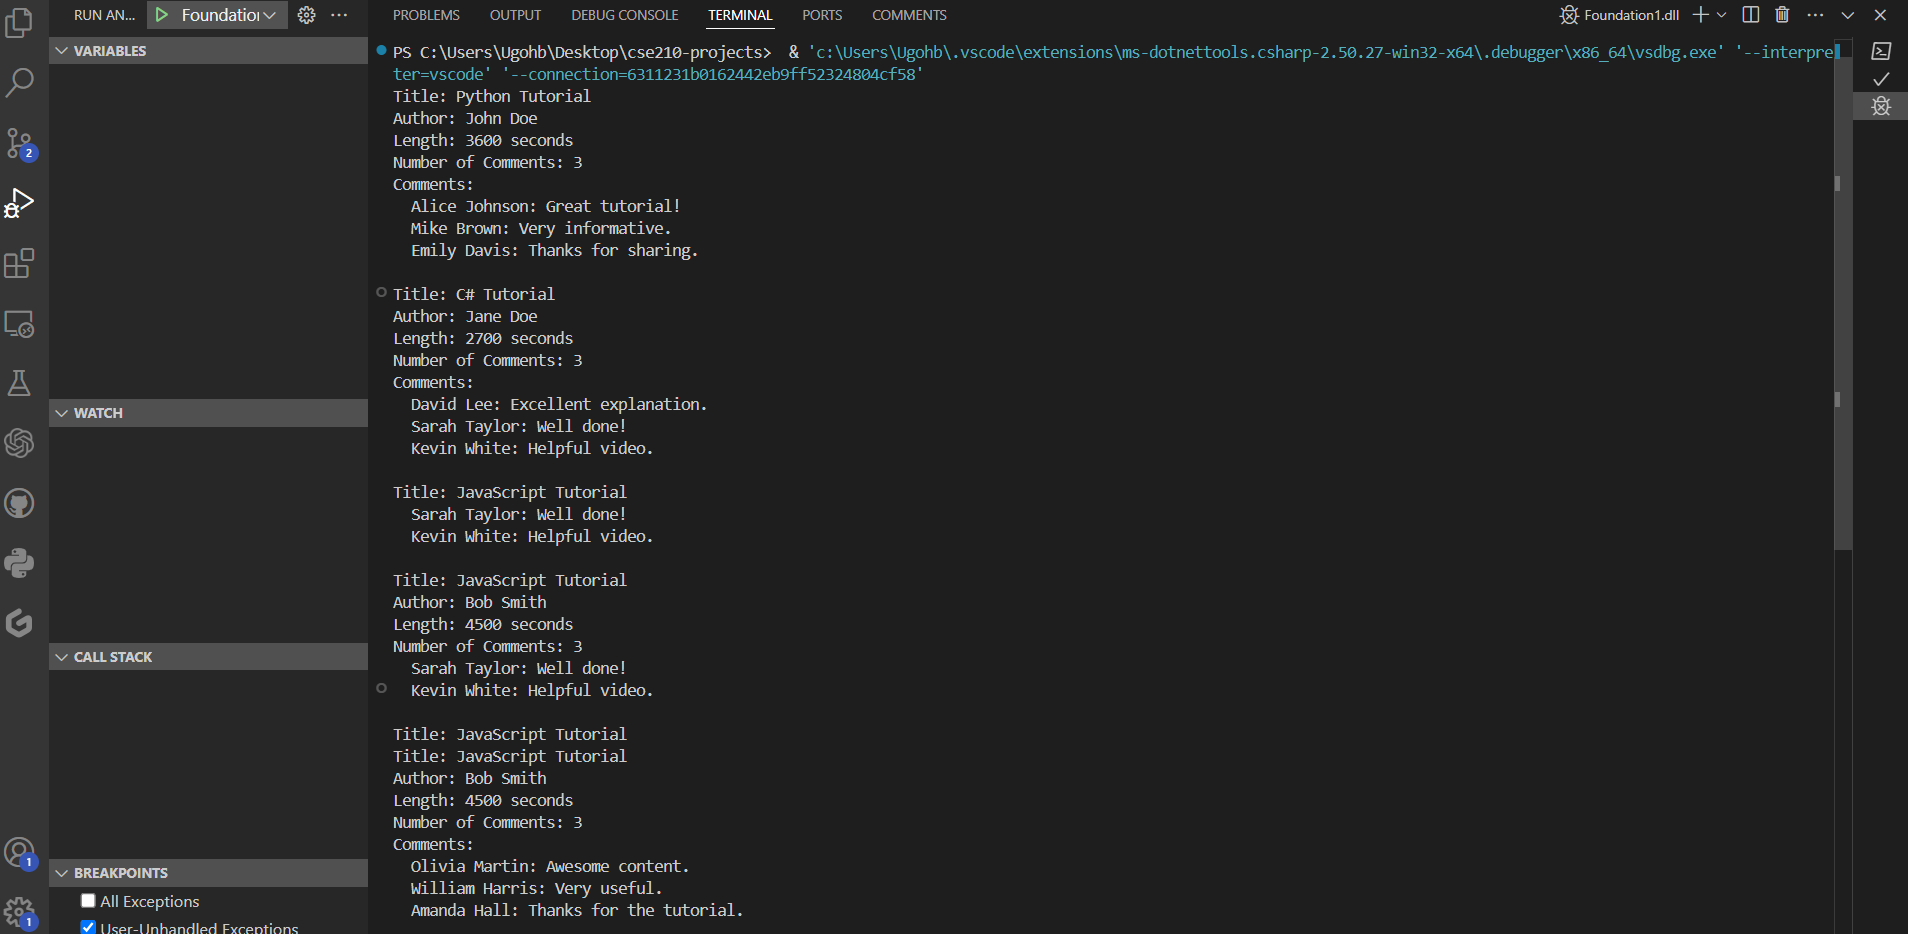 RUN AN...
Foundation
PROBLEMS OUTPUT DEBUG CONSOLE TERMINAL PORTS COMMENTS
Foundation1.dll
VARIABLES
WATCH
CALL STACK
BREAKPOINTS
All Exceptions
User-Unhandled Exceptions
2
1
1
PS C:\Users\Ugohb\Desktop\cse210-projects>  & 'c:\Users\Ugohb\.vscode\extensions\ms-dotnettools.csharp-2.50.27-win32-x64\.debugger\x86_64\vsdbg.exe' '--interpre
ter=vscode' '--connection=6311231b0162442eb9ff52324804cf58'
Title: Python Tutorial
Author: John Doe
Length: 3600 seconds
Number of Comments: 3
Comments:
  Alice Johnson: Great tutorial!
  Mike Brown: Very informative.
  Emily Davis: Thanks for sharing.

Title: C# Tutorial
Author: Jane Doe
Length: 2700 seconds
Number of Comments: 3
Comments:
  David Lee: Excellent explanation.
  Sarah Taylor: Well done!
  Kevin White: Helpful video.

Title: JavaScript Tutorial
  Sarah Taylor: Well done!
  Kevin White: Helpful video.

Title: JavaScript Tutorial
Author: Bob Smith
Length: 4500 seconds
Number of Comments: 3
  Sarah Taylor: Well done!
  Kevin White: Helpful video.

Title: JavaScript Tutorial
Title: JavaScript Tutorial
Author: Bob Smith
Length: 4500 seconds
Number of Comments: 3
Comments:
  Olivia Martin: Awesome content.
  William Harris: Very useful.
  Amanda Hall: Thanks for the tutorial.